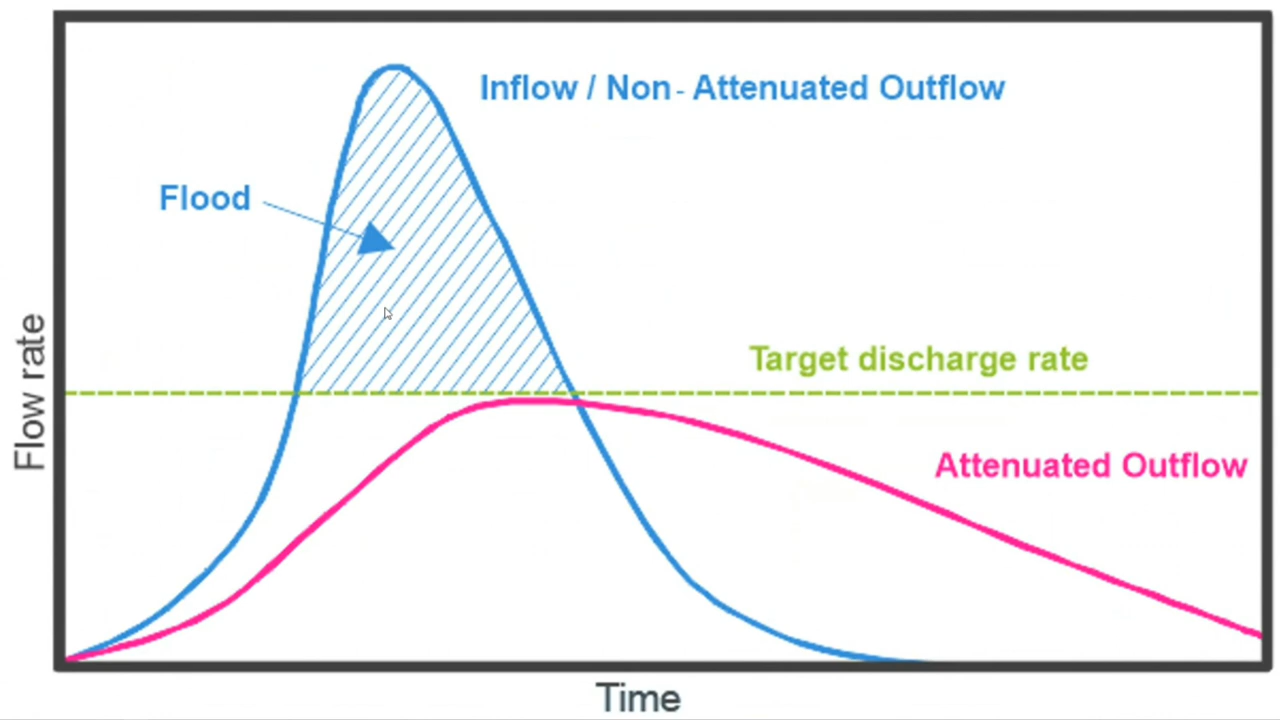 Inflow / Non - Attenuated Outflow
Flood
Target discharge rate
Attenuated Outflow
Flow rate
Time